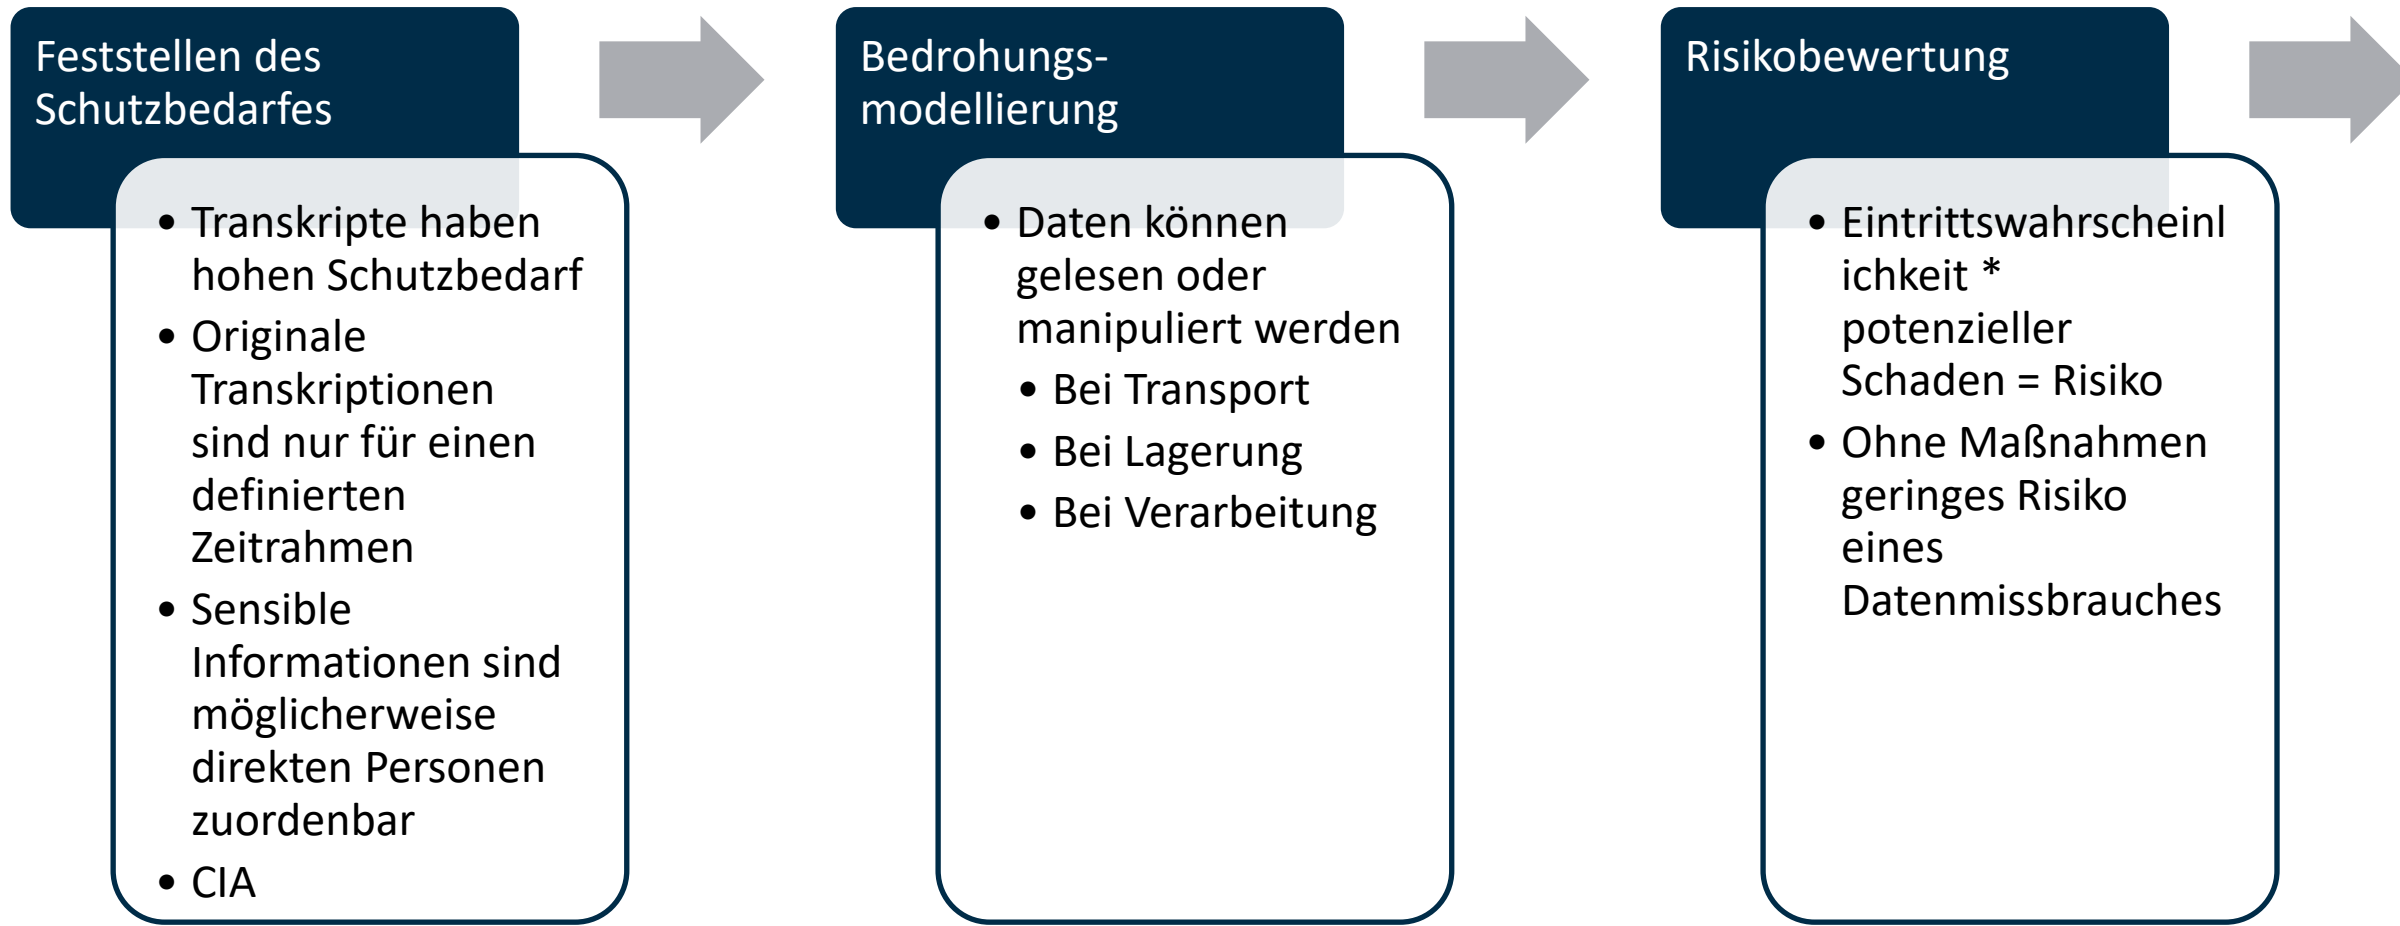 Feststellen des
Schutzbedarfes
• Transkripte haben
hohen Schutzbedarf
• Originale
Transkriptionen
sind nur für einen
definierten
Zeitrahmen
• Sensible
Informationen sind
möglicherweise
direkten Personen
zuordenbar
• CIA
Bedrohungs-
modellierung
• Daten können
gelesen oder
manipuliert werden
• Bei Transport
• Bei Lagerung
• Bei Verarbeitung
Risikobewertung
• Eintrittswahrscheinl
ichkeit *
potenzieller
Schaden = Risiko
• Ohne Maßnahmen
geringes Risiko
eines
Datenmissbrauches